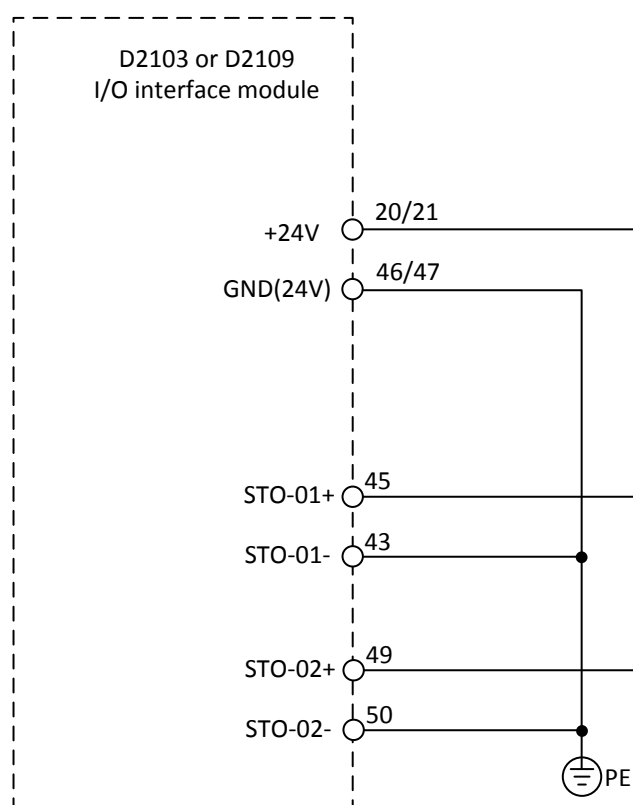 D2103 or D2109
I/O interface module
+24V 20/21
GND(24V) 46/47
STO-01+ 45
STO-01- 43
STO-02+ 49
STO-02- 50
PE